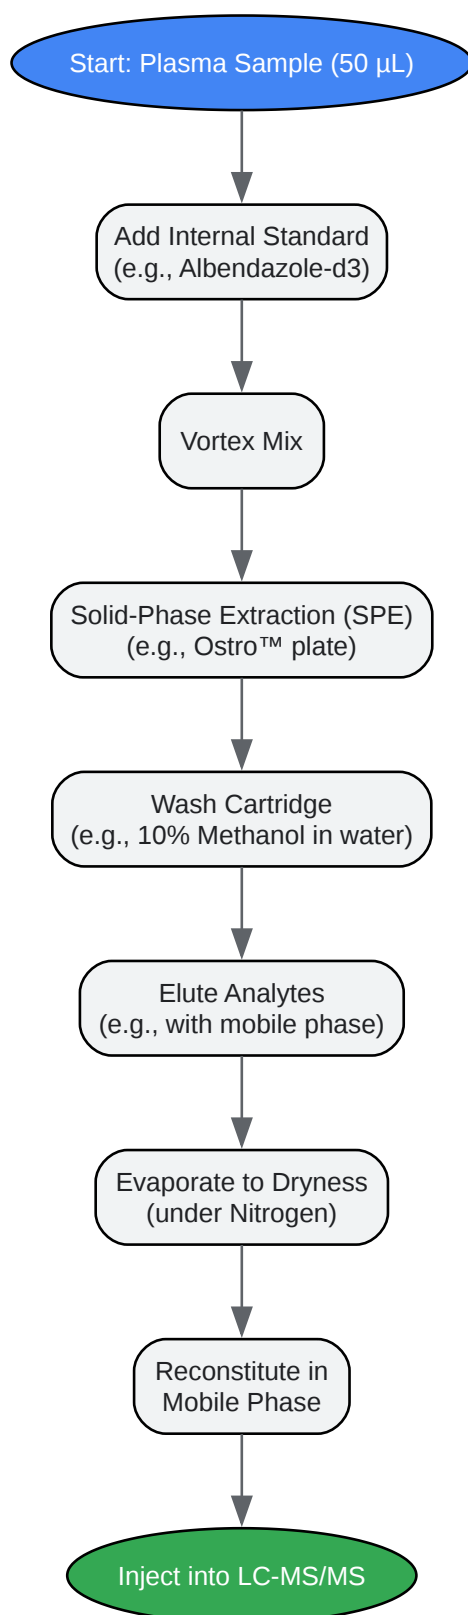 Start: Plasma Sample (50 µL)
Add Internal Standard
(e.g., Albendazole-d3)
Vortex Mix
Solid-Phase Extraction (SPE)
(e.g., Ostro™ plate)
Wash Cartridge
(e.g., 10% Methanol in water)
Elute Analytes
(e.g., with mobile phase)
Evaporate to Dryness
(under Nitrogen)
Reconstitute in
Mobile Phase
Inject into LC-MS/MS